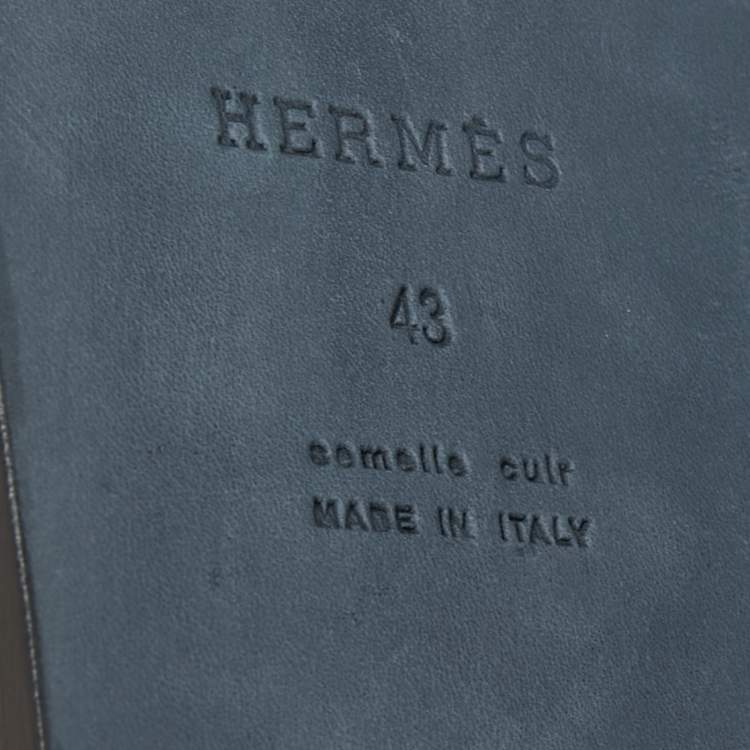 HERMÈS
43
semelle cuir
MADE IN ITALY